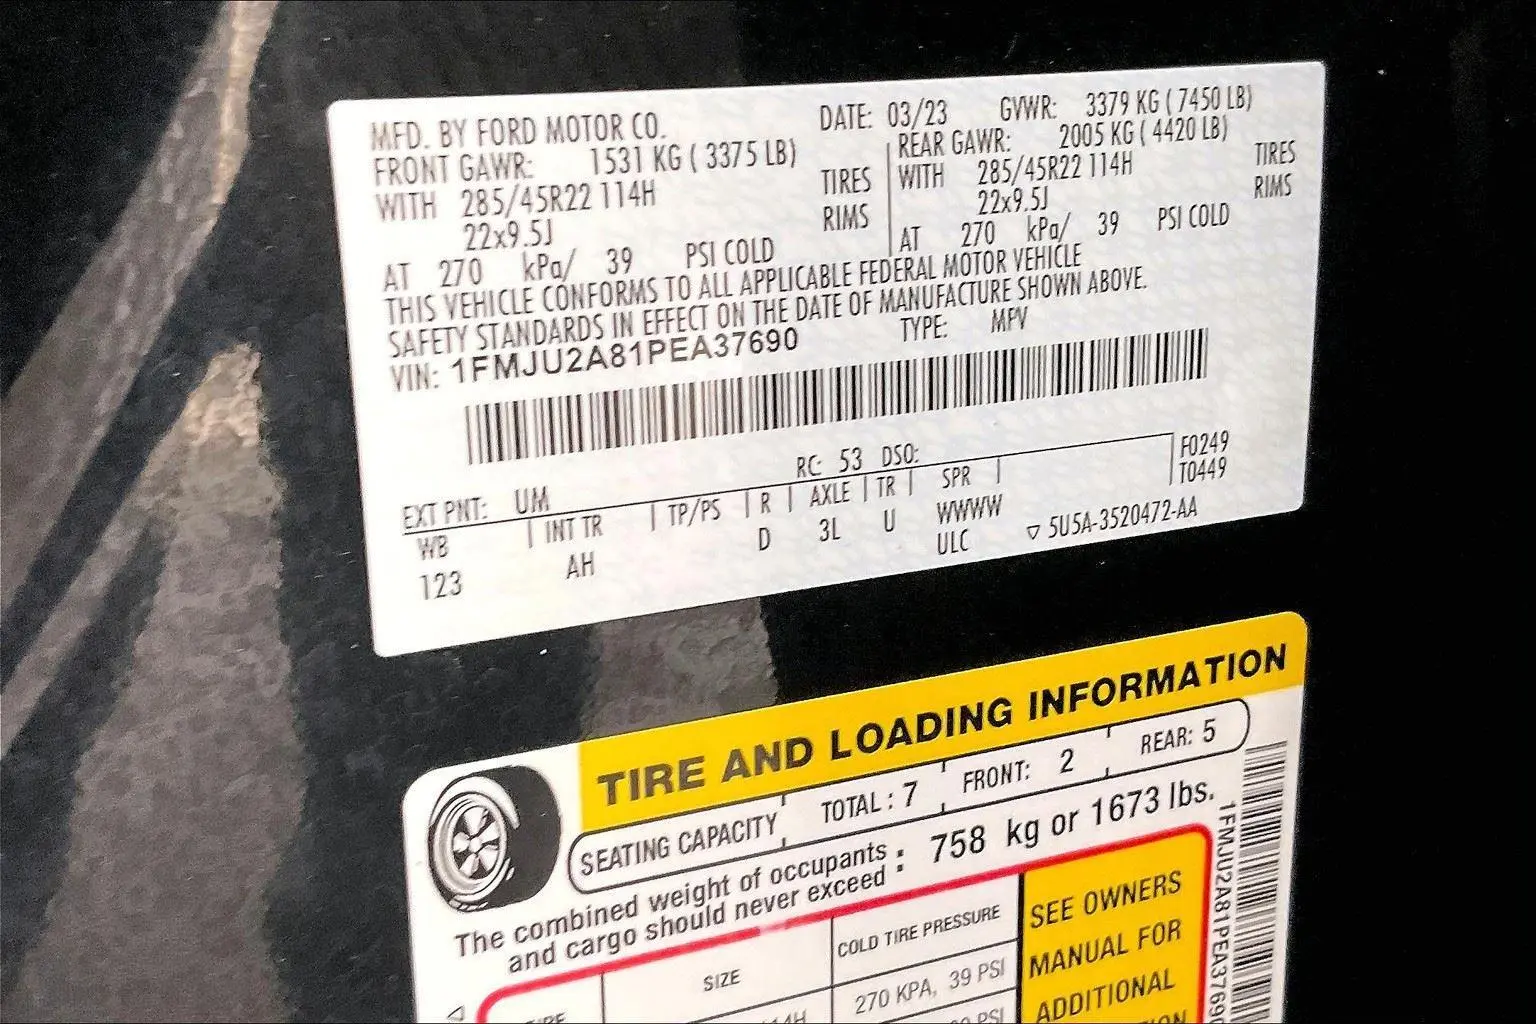 MFD. BY FORD MOTOR CO. DATE: 03/23 GVWR: 3379 KG ( 7450 LB)
FRONT GAWR: 1531 KG ( 3375 LB) REAR GAWR: 2005 KG ( 4420 LB)
WITH 285/45R22 114H TIRES WITH 285/45R22 114H TIRES
22x9.5J RIMS 22x9.5J RIMS
AT 270 kPa/ 39 PSI COLD AT 270 kPa/ 39 PSI COLD
THIS VEHICLE CONFORMS TO ALL APPLICABLE FEDERAL MOTOR VEHICLE
SAFETY STANDARDS IN EFFECT ON THE DATE OF MANUFACTURE SHOWN ABOVE.
VIN: 1FMJU2A81PEA37690 TYPE: MPV
EXT PNT: UM RC: 53 DSO: F0249
WB INT TR TP/PS R AXLE TR SPR T0449
123 AH D 3L U WWWW
ULC ▽ 5U5A-3520472-AA
TIRE AND LOADING INFORMATION
SEATING CAPACITY TOTAL : 7 FRONT: 2 REAR: 5
The combined weight of occupants
and cargo should never exceed : 758 kg or 1673 lbs.
SIZE COLD TIRE PRESSURE SEE OWNERS
270 KPA, 39 PSI MANUAL FOR
PSI ADDITIONAL
1FMJU2A81PEA37690